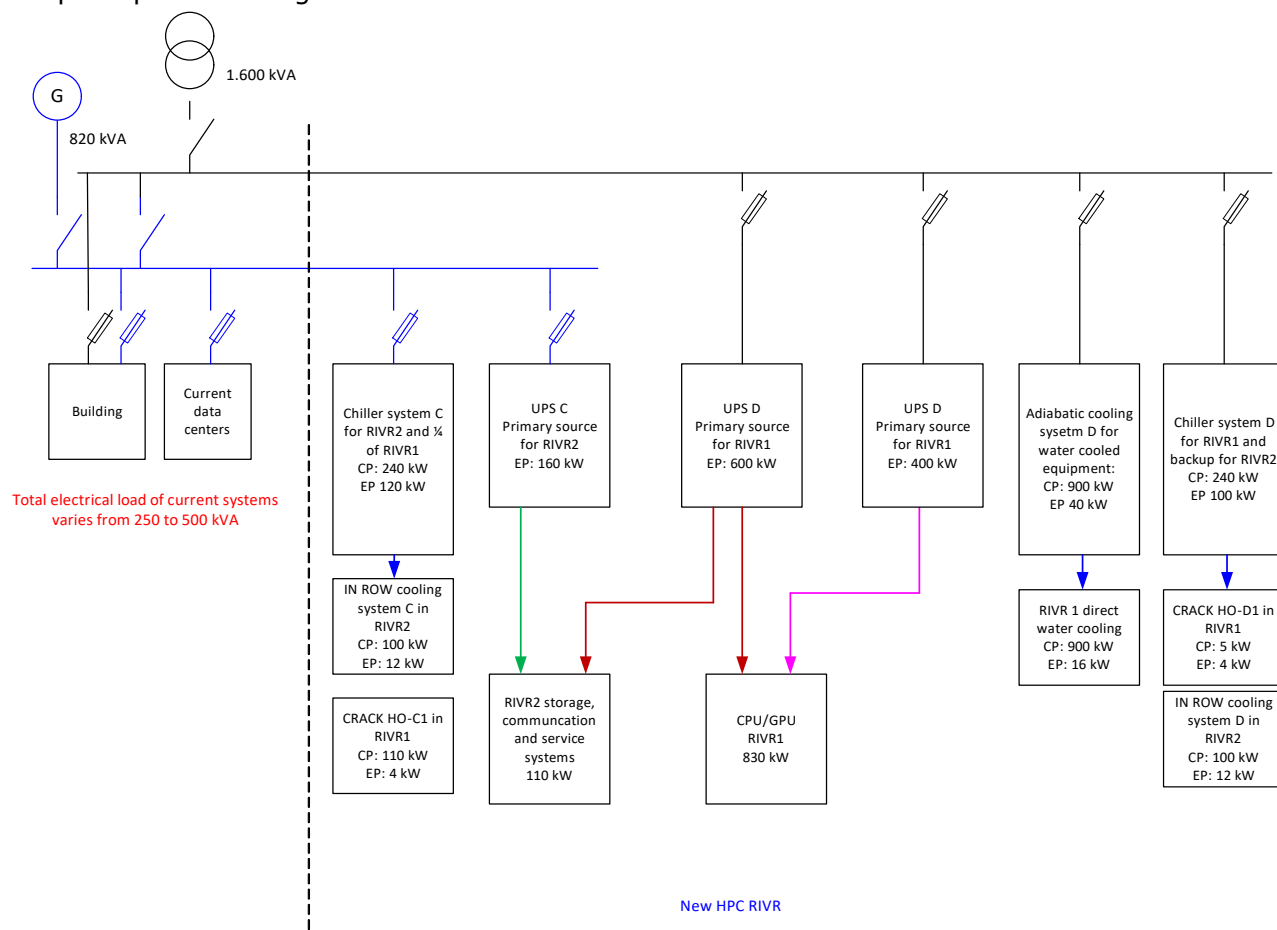 1.600 kVA
G
820 kVA
Building
Current
data
centers
Total electrical load of current systems
varies from 250 to 500 kVA
Chiller system C
for RIVR2 and ¼
of RIVR1
CP: 240 kW
EP 120 kW
UPS C
Primary source
for RIVR2
EP: 160 kW
UPS D
Primary source
for RIVR1
EP: 600 kW
UPS D
Primary source
for RIVR1
EP: 400 kW
Adiabatic cooling
sysetm D for
water cooled
equipment:
CP: 900 kW
EP 40 kW
Chiller system D
for RIVR1 and
backup for RIVR2
CP: 240 kW
EP 100 kW
IN ROW cooling
system C in
RIVR2
CP: 100 kW
EP: 12 kW
CRACK HO-C1 in
RIVR1
CP: 110 kW
EP: 4 kW
RIVR2 storage,
communcation
and service
systems
110 kW
CPU/GPU
RIVR1
830 kW
RIVR 1 direct
water cooling
CP: 900 kW
EP: 16 kW
CRACK HO-D1 in
RIVR1
CP: 5 kW
EP: 4 kW
IN ROW cooling
system D in
RIVR2
CP: 100 kW
EP: 12 kW
New HPC RIVR